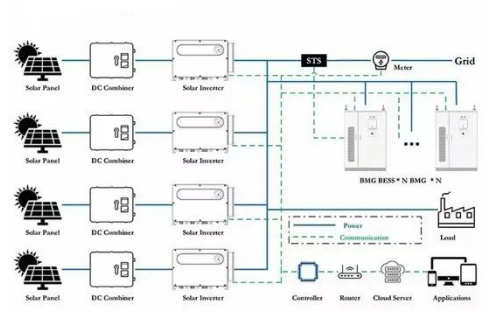 STS
Meter
Grid
Solar Panel
DC Combiner
Solar Inverter
Solar Panel
DC Combiner
Solar Inverter
BMG BESS * N BMG * N
Solar Panel
DC Combiner
Solar Inverter
Power
Communication
Load
Solar Panel
DC Combiner
Solar Inverter
Controller
Router
Cloud Server
Applications